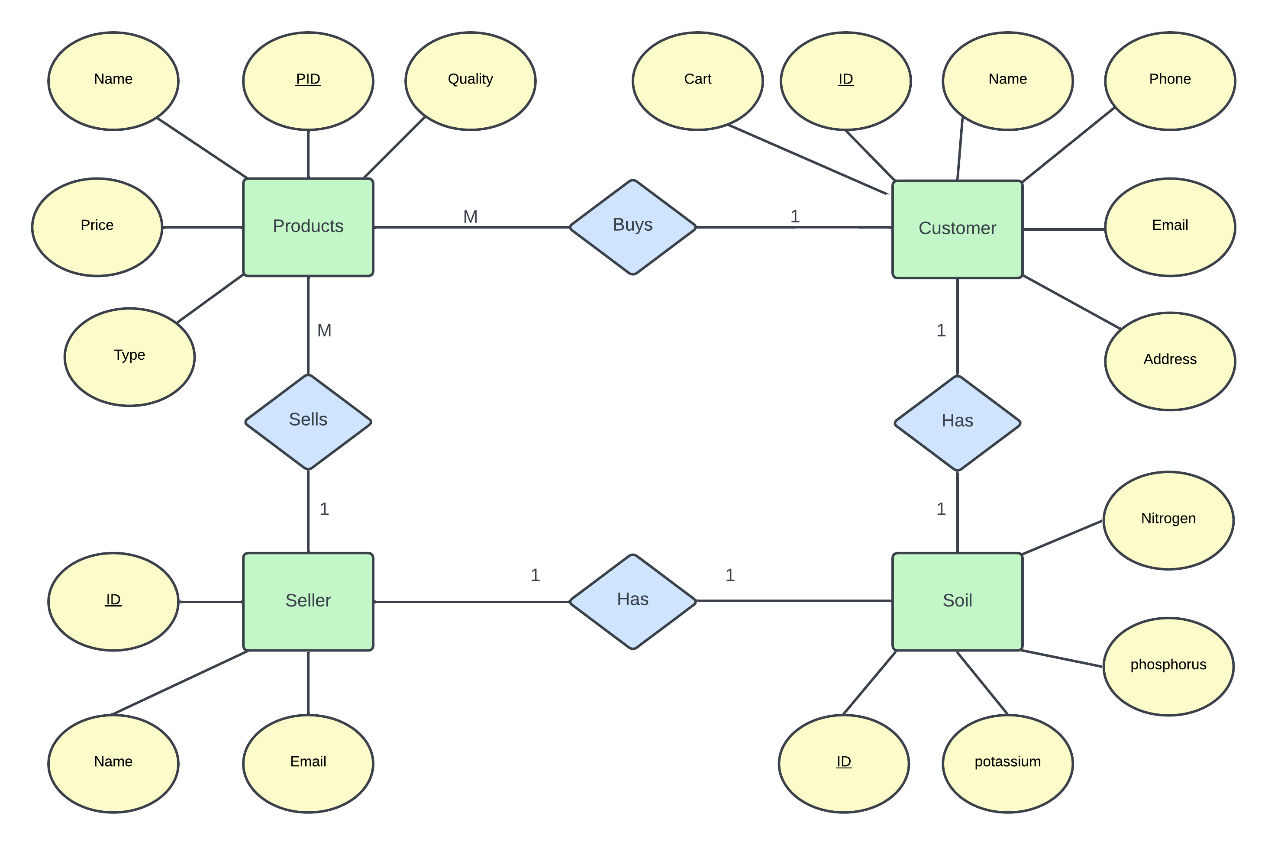 Name
PID
Quality
Cart
ID
Name
Phone
Price
Products
M
Buys
1
Customer
Email
Type
M
1
Address
Sells
Has
1
1
Nitrogen
ID
Seller
1
Has
1
Soil
phosphorus
Name
Email
ID
potassium